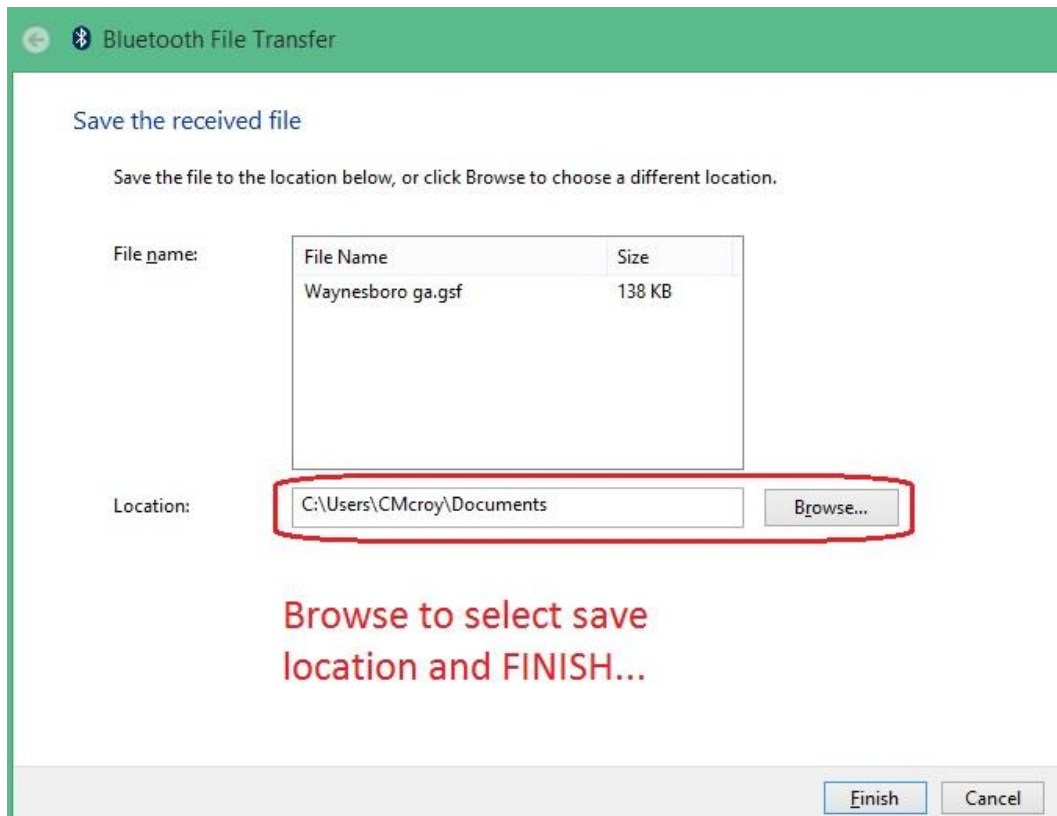 Bluetooth File Transfer
Save the received file
Save the file to the location below, or click Browse to choose a different location.
File name:
File Name Size
Waynesboro ga.gsf 138 KB
Location: C:\Users\CMcroy\Documents Browse...
Browse to select save
location and FINISH...
Finish Cancel